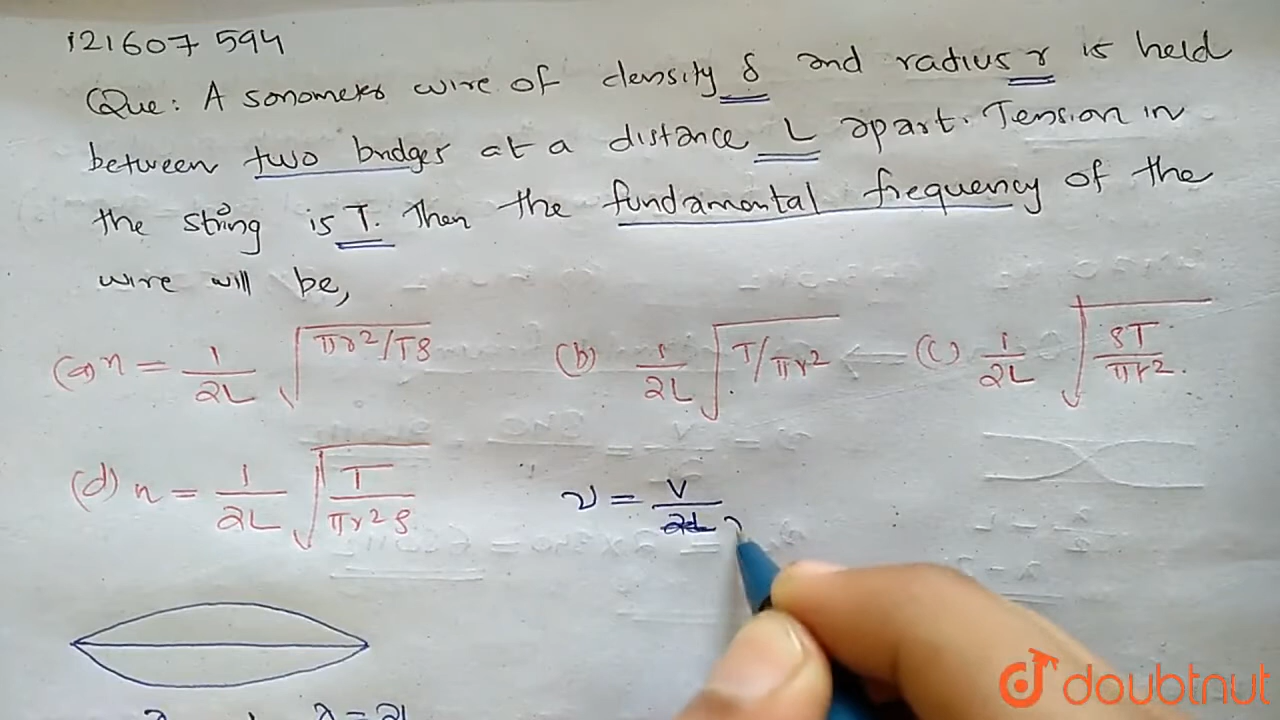 121607594
Que: A sonometer wire of density δ and radius r is held
between two bridges at a distance L apart. Tension in
the string is T. Then the fundamental frequency of the
wire will be,
(a) n = 1/2L √(πr²/Tδ) (b) 1/2L √(T/πr²) (c) 1/2L √(δT/πr²)
(d) n = 1/2L √(T/πr²δ) ν = V/2L
λ = 2L
doubtnut